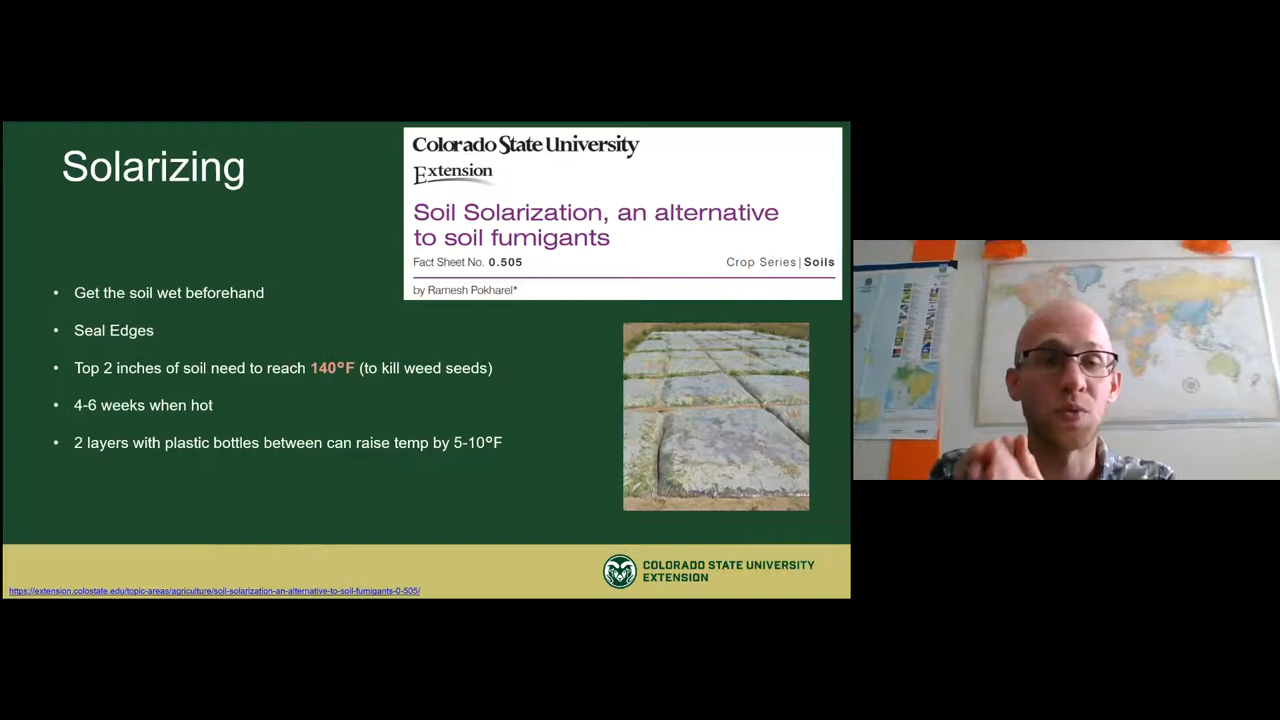 Solarizing
Colorado State University
Extension
Soil Solarization, an alternative
to soil fumigants
Fact Sheet No. 0.505
Crop Series | Soils
by Ramesh Pokharel*
• Get the soil wet beforehand
• Seal Edges
• Top 2 inches of soil need to reach 140°F (to kill weed seeds)
• 4-6 weeks when hot
• 2 layers with plastic bottles between can raise temp by 5-10°F
COLORADO STATE UNIVERSITY
EXTENSION
https://extension.colostate.edu/topic-areas/agriculture/soil-solarization-an-alternative-to-soil-fumigants-0-505/